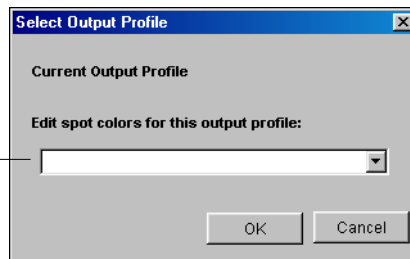 Select Output Profile
Current Output Profile
Edit spot colors for this output profile:
OK
Cancel